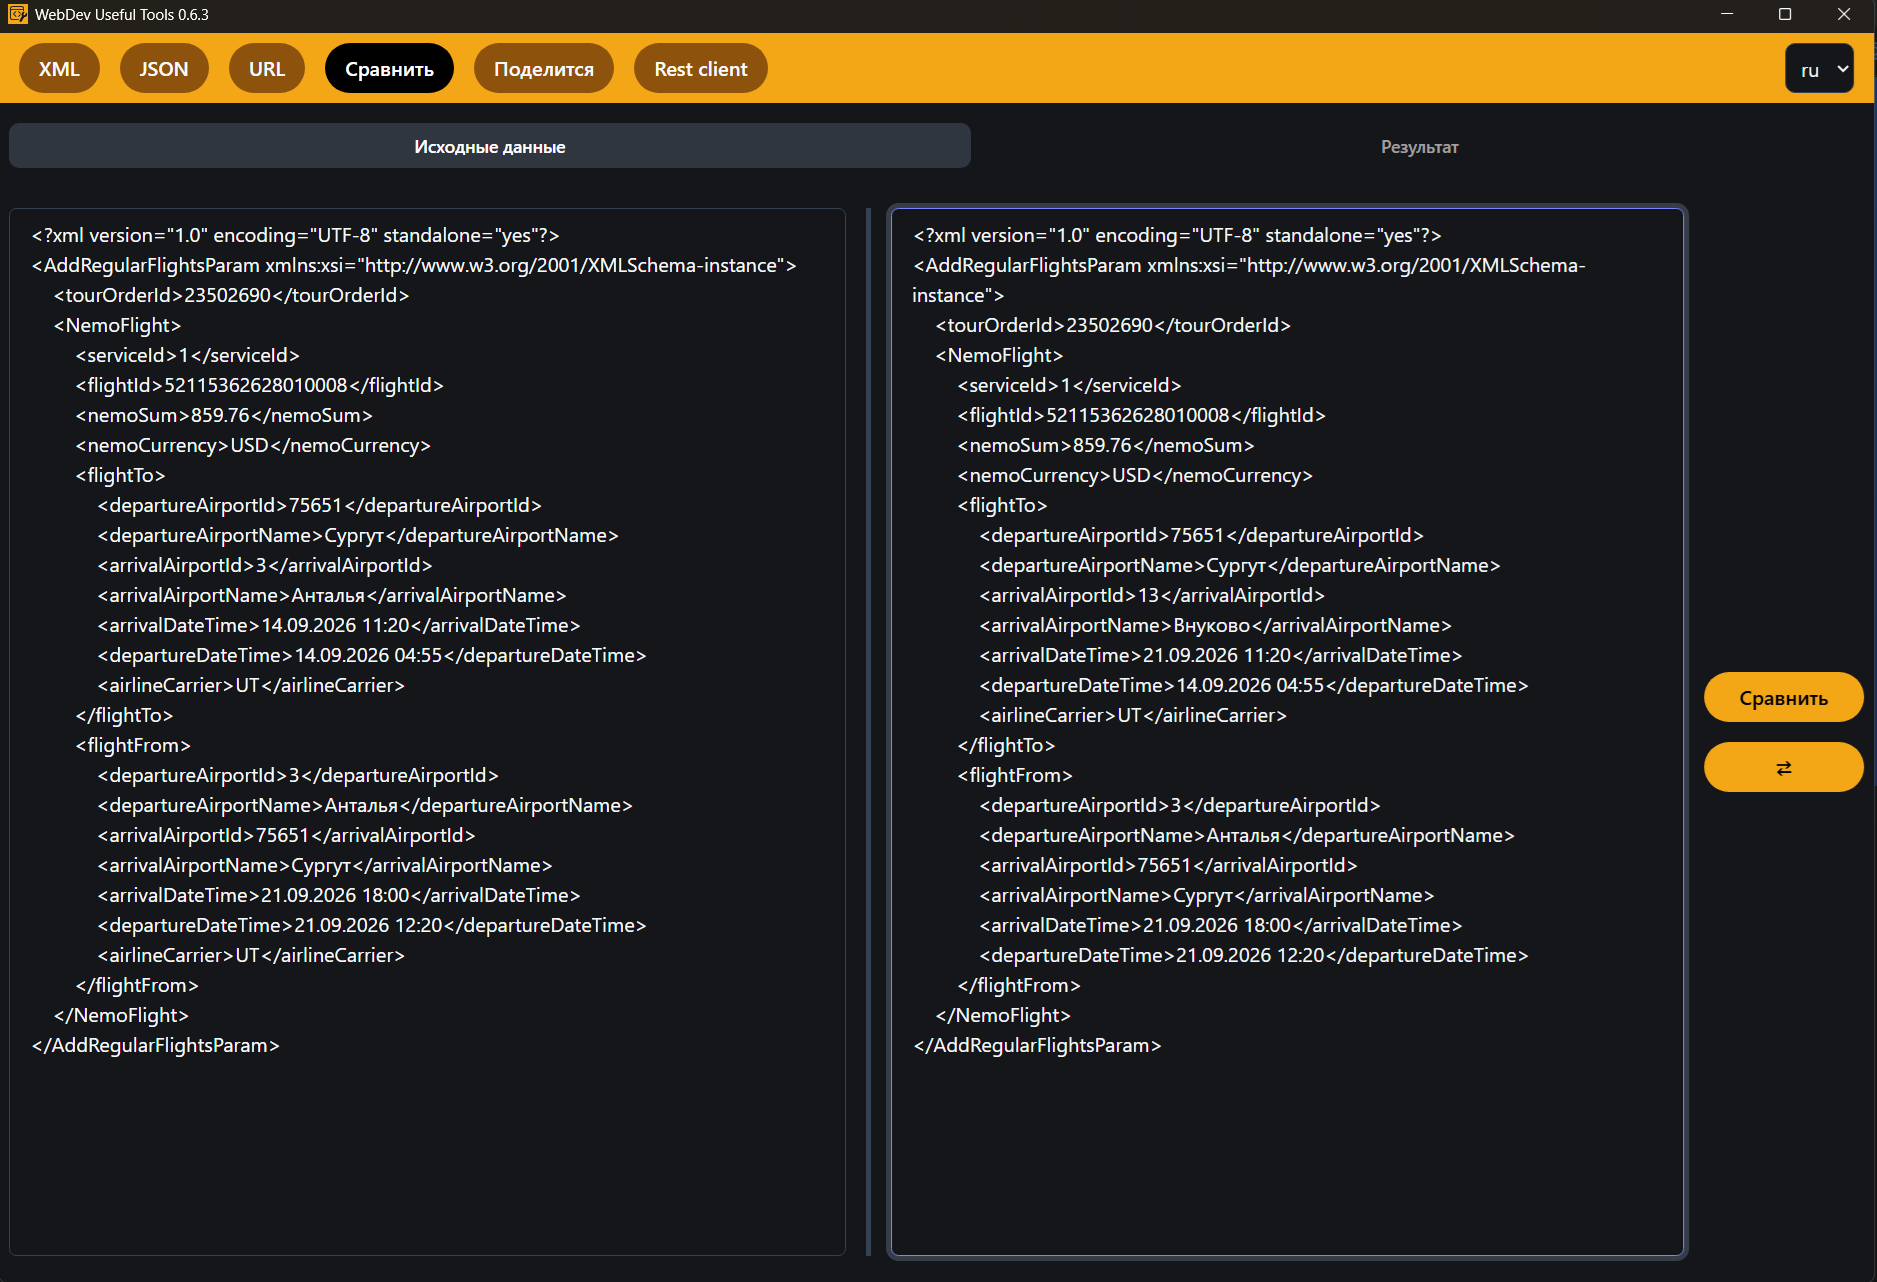 WebDev Useful Tools 0.6.3
XML JSON URL Сравнить Поделится Rest client ru
Исходные данные Результат
<?xml version="1.0" encoding="UTF-8" standalone="yes"?>
<AddRegularFlightsParam xmlns:xsi="http://www.w3.org/2001/XMLSchema-instance">
<tourOrderId>23502690</tourOrderId>
<NemoFlight>
<serviceId>1</serviceId>
<flightId>52115362628010008</flightId>
<nemoSum>859.76</nemoSum>
<nemoCurrency>USD</nemoCurrency>
<flightTo>
<departureAirportId>75651</departureAirportId>
<departureAirportName>Сургут</departureAirportName>
<arrivalAirportId>3</arrivalAirportId>
<arrivalAirportName>Анталья</arrivalAirportName>
<arrivalDateTime>14.09.2026 11:20</arrivalDateTime>
<departureDateTime>14.09.2026 04:55</departureDateTime>
<airlineCarrier>UT</airlineCarrier>
</flightTo>
<flightFrom>
<departureAirportId>3</departureAirportId>
<departureAirportName>Анталья</departureAirportName>
<arrivalAirportId>75651</arrivalAirportId>
<arrivalAirportName>Сургут</arrivalAirportName>
<arrivalDateTime>21.09.2026 18:00</arrivalDateTime>
<departureDateTime>21.09.2026 12:20</departureDateTime>
<airlineCarrier>UT</airlineCarrier>
</flightFrom>
</NemoFlight>
</AddRegularFlightsParam>
<?xml version="1.0" encoding="UTF-8" standalone="yes"?>
<AddRegularFlightsParam xmlns:xsi="http://www.w3.org/2001/XMLSchema-
instance">
<tourOrderId>23502690</tourOrderId>
<NemoFlight>
<serviceId>1</serviceId>
<flightId>52115362628010008</flightId>
<nemoSum>859.76</nemoSum>
<nemoCurrency>USD</nemoCurrency>
<flightTo>
<departureAirportId>75651</departureAirportId>
<departureAirportName>Сургут</departureAirportName>
<arrivalAirportId>13</arrivalAirportId>
<arrivalAirportName>Внуково</arrivalAirportName>
<arrivalDateTime>21.09.2026 11:20</arrivalDateTime>
<departureDateTime>14.09.2026 04:55</departureDateTime>
<airlineCarrier>UT</airlineCarrier>
</flightTo>
<flightFrom>
<departureAirportId>3</departureAirportId>
<departureAirportName>Анталья</departureAirportName>
<arrivalAirportId>75651</arrivalAirportId>
<arrivalAirportName>Сургут</arrivalAirportName>
<arrivalDateTime>21.09.2026 18:00</arrivalDateTime>
<departureDateTime>21.09.2026 12:20</departureDateTime>
</flightFrom>
</NemoFlight>
</AddRegularFlightsParam>
Сравнить
⇄